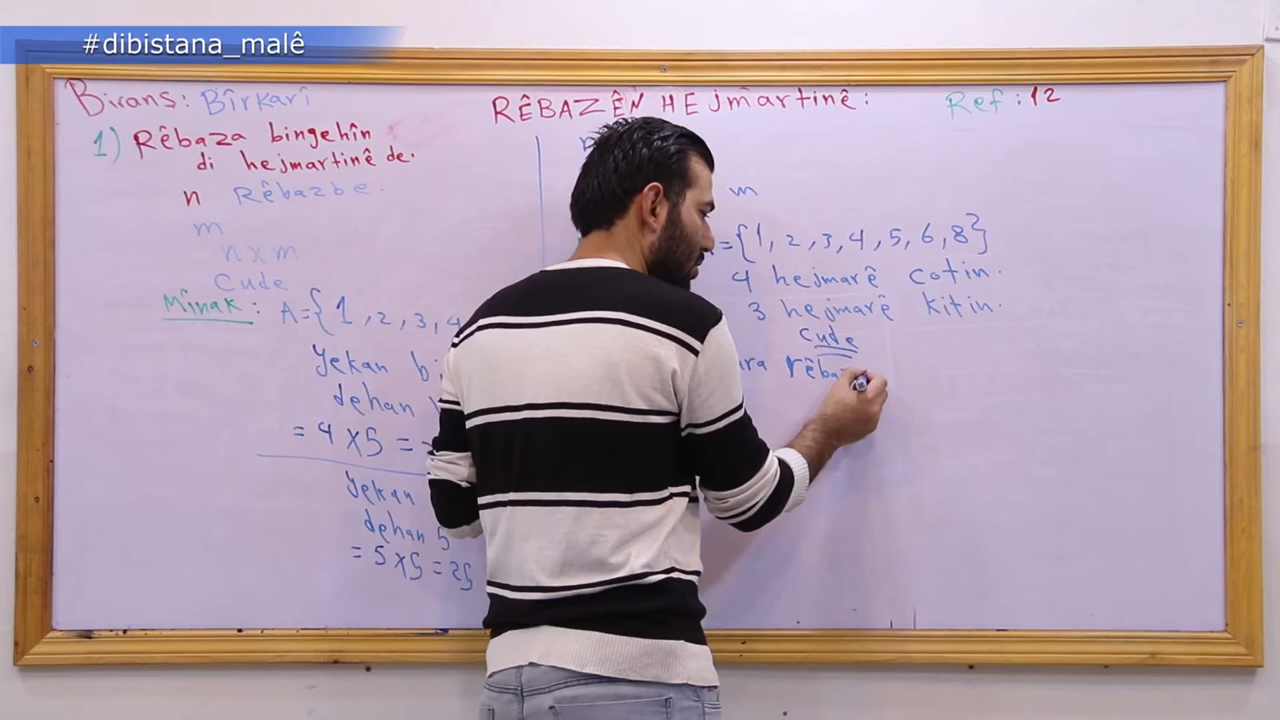 #dibistana_malê
Birans: Bîrkarî
RÊBAZÊN HEJmartinê:
Ref: 12
1) Rêbaza bingehîn
di hejmartinê de.
n Rêbazbe.
m
n x m
Cude
Mînak: A={1, 2, 3, 4
Yekan
dehan
= 4 x 5 =
Yekan
dehan 5
= 5 x 5 = 25
m
={1, 2, 3, 4, 5, 6, 8}
4 hejmarê cotin.
3 hejmarê kitin.
Cude